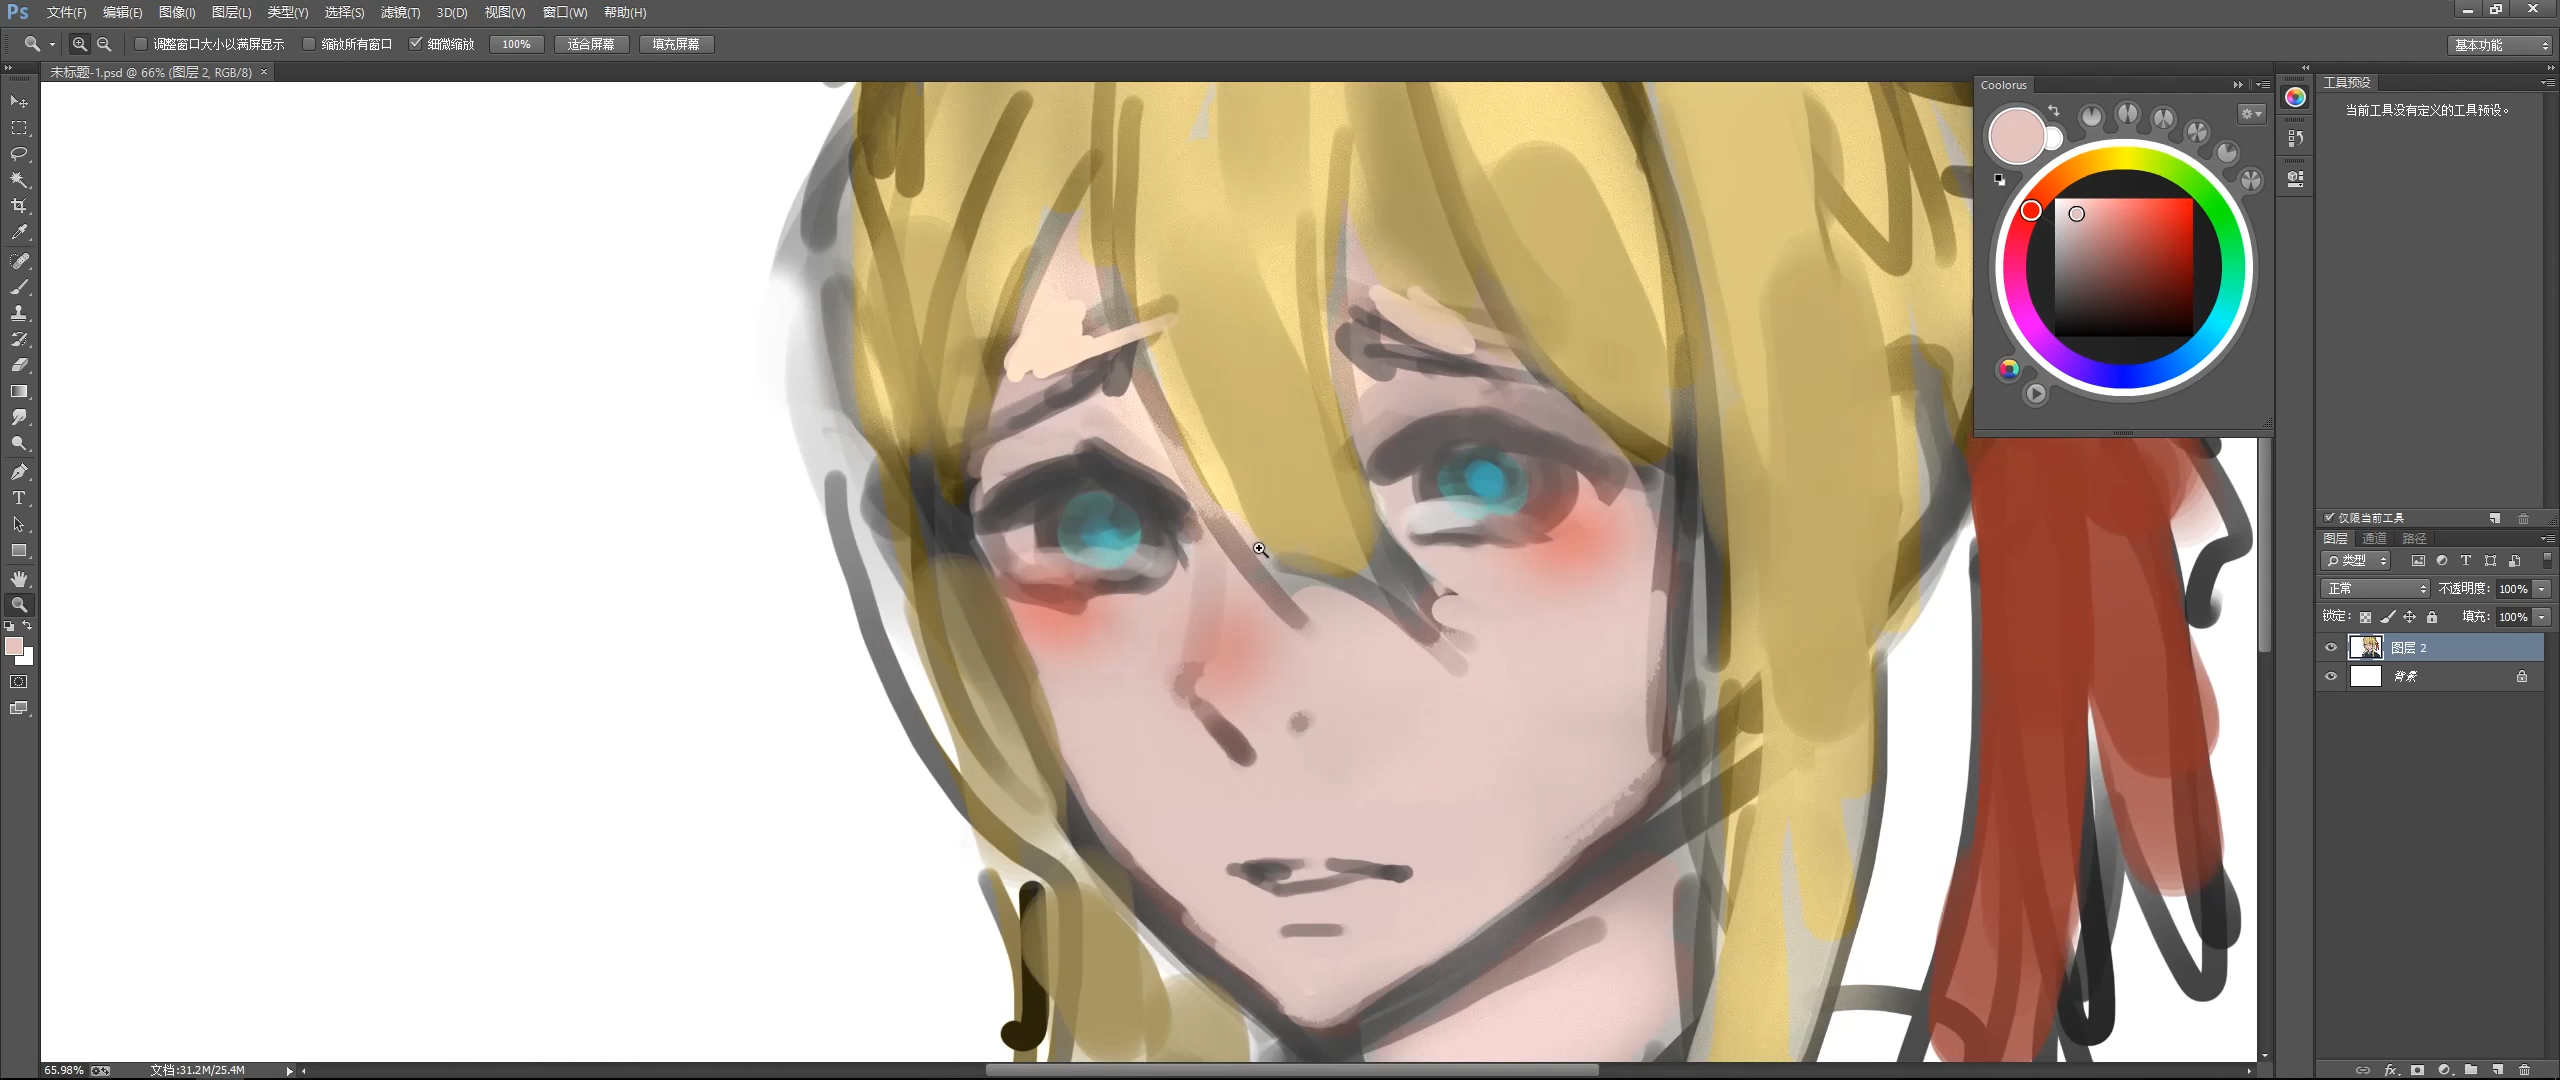 Ps 文件(F) 编辑(E) 图像(I) 图层(L) 类型(Y) 选择(S) 滤镜(T) 3D(D) 视图(V) 窗口(W) 帮助(H)
调整窗口大小以满屏显示 缩放所有窗口 细微缩放 100% 适合屏幕 填充屏幕 基本功能
未标题-1.psd @ 66% (图层 2, RGB/8) ×
Coolorus
工具预设
当前工具没有定义的工具预设。
仅限当前工具
图层 通道 路径
类型
正常 不透明度: 100%
锁定: 填充: 100%
图层 2
背景
65.98% 文档:31.2M/25.4M